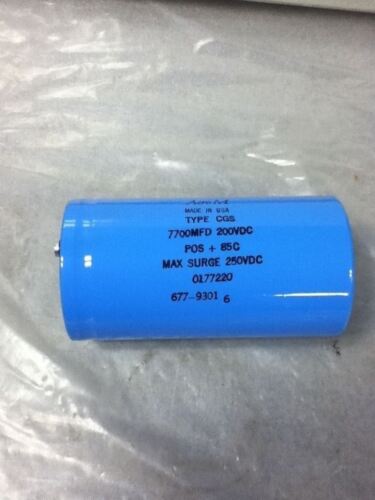 MADE IN USA
TYPE CGS
7700MFD 200VDC
POS + 85C
MAX SURGE 250VDC
0177220
677-9301 6